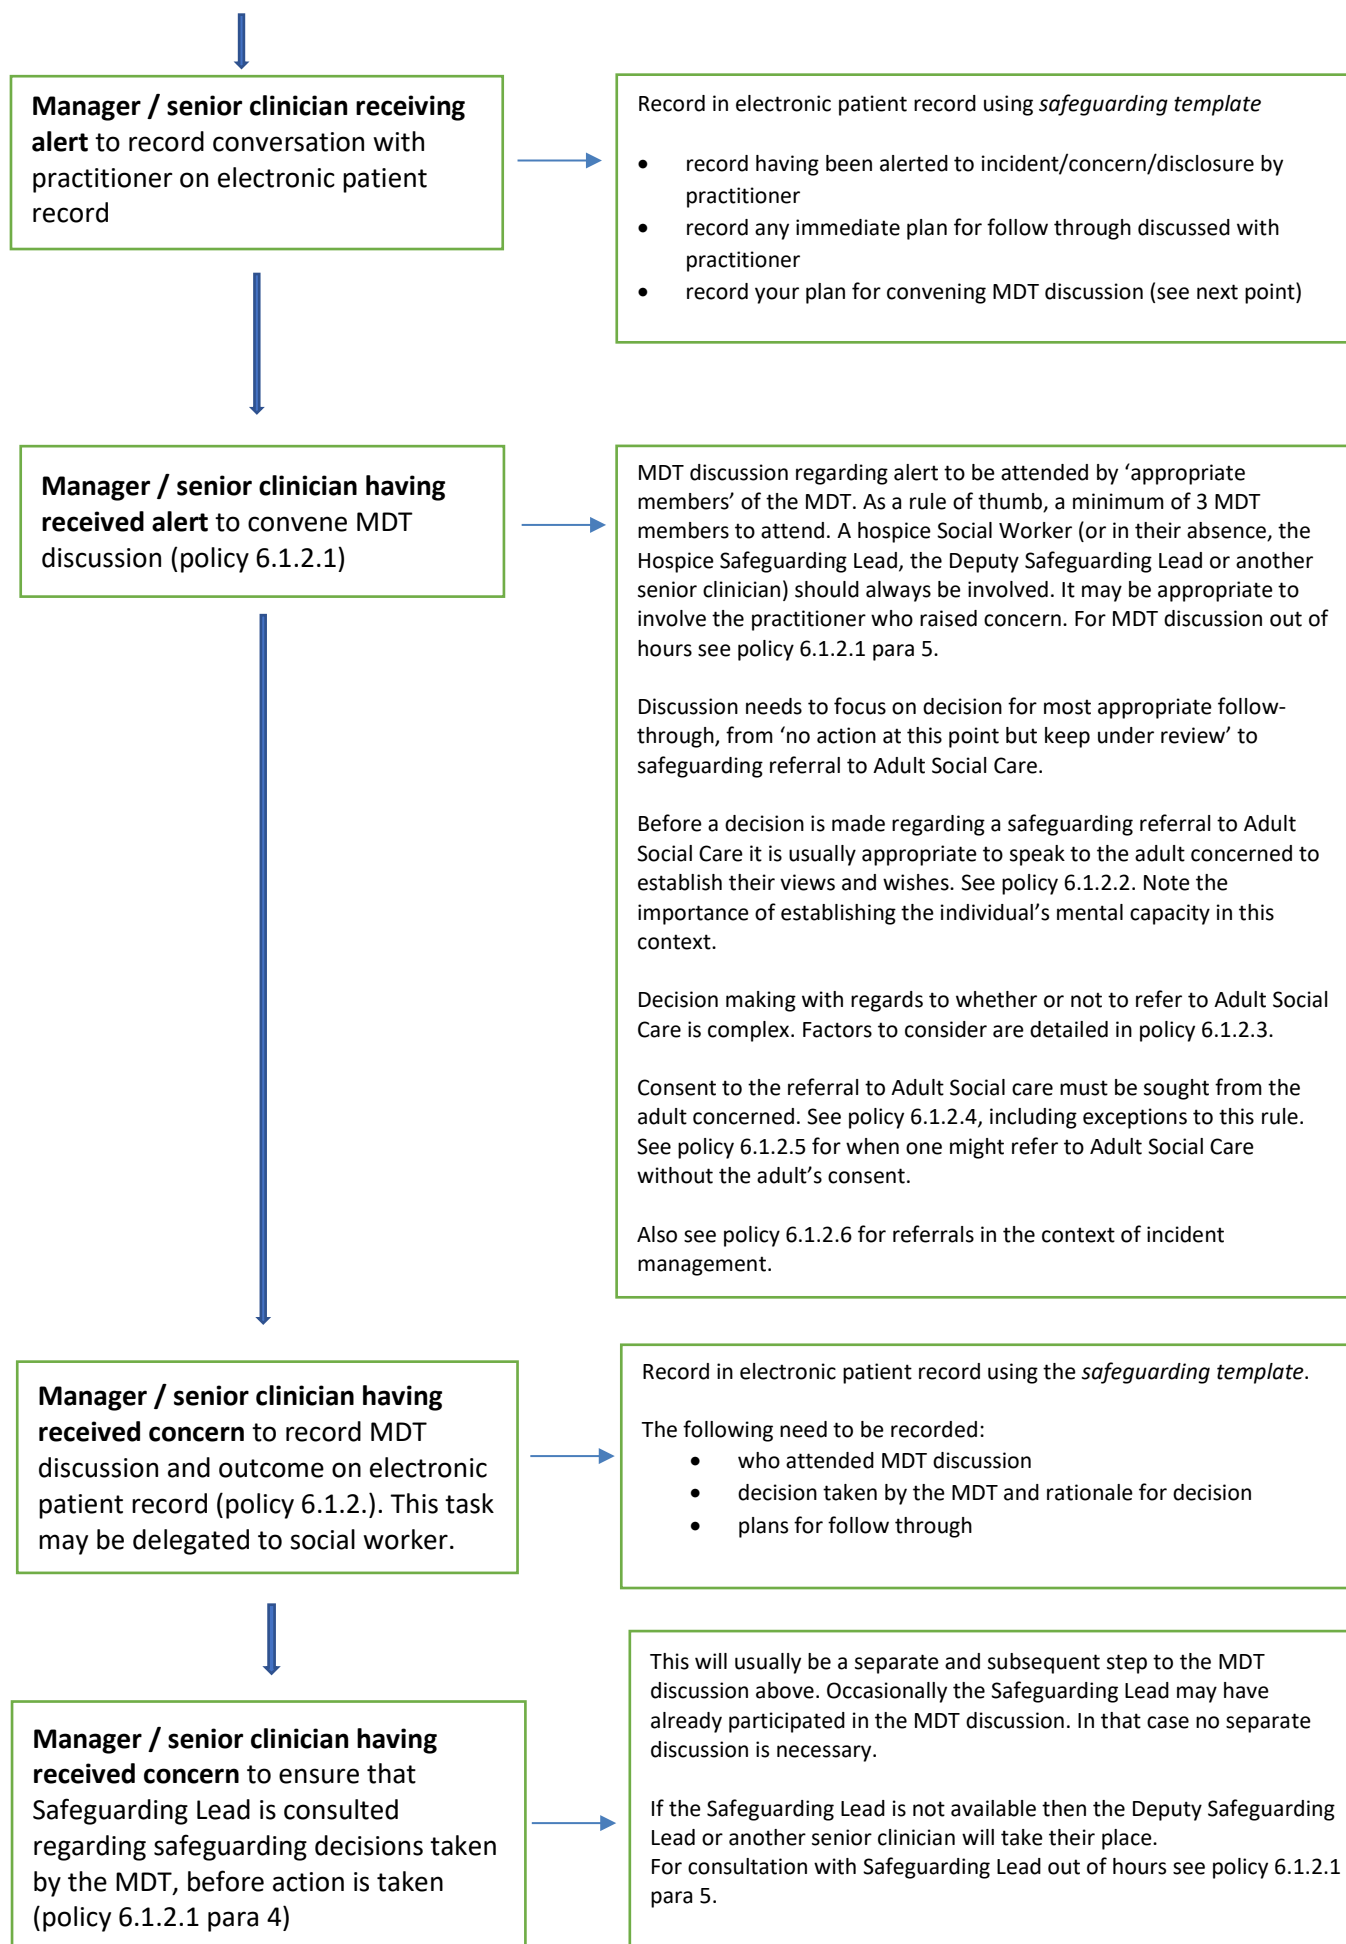 Manager / senior clinician receiving
alert to record conversation with
practitioner on electronic patient
record
Record in electronic patient record using safeguarding template
• record having been alerted to incident/concern/disclosure by
practitioner
• record any immediate plan for follow through discussed with
practitioner
• record your plan for convening MDT discussion (see next point)
Manager / senior clinician having
received alert to convene MDT
discussion (policy 6.1.2.1)
MDT discussion regarding alert to be attended by ‘appropriate
members’ of the MDT. As a rule of thumb, a minimum of 3 MDT
members to attend. A hospice Social Worker (or in their absence, the
Hospice Safeguarding Lead, the Deputy Safeguarding Lead or another
senior clinician) should always be involved. It may be appropriate to
involve the practitioner who raised concern. For MDT discussion out of
hours see policy 6.1.2.1 para 5.
Discussion needs to focus on decision for most appropriate follow-
through, from ‘no action at this point but keep under review’ to
safeguarding referral to Adult Social Care.
Before a decision is made regarding a safeguarding referral to Adult
Social Care it is usually appropriate to speak to the adult concerned to
establish their views and wishes. See policy 6.1.2.2. Note the
importance of establishing the individual’s mental capacity in this
context.
Decision making with regards to whether or not to refer to Adult Social
Care is complex. Factors to consider are detailed in policy 6.1.2.3.
Consent to the referral to Adult Social care must be sought from the
adult concerned. See policy 6.1.2.4, including exceptions to this rule.
See policy 6.1.2.5 for when one might refer to Adult Social Care
without the adult’s consent.
Also see policy 6.1.2.6 for referrals in the context of incident
management.
Manager / senior clinician having
received concern to record MDT
discussion and outcome on electronic
patient record (policy 6.1.2.). This task
may be delegated to social worker.
Record in electronic patient record using the safeguarding template.
The following need to be recorded:
• who attended MDT discussion
• decision taken by the MDT and rationale for decision
• plans for follow through
Manager / senior clinician having
received concern to ensure that
Safeguarding Lead is consulted
regarding safeguarding decisions taken
by the MDT, before action is taken
(policy 6.1.2.1 para 4)
This will usually be a separate and subsequent step to the MDT
discussion above. Occasionally the Safeguarding Lead may have
already participated in the MDT discussion. In that case no separate
discussion is necessary.
If the Safeguarding Lead is not available then the Deputy Safeguarding
Lead or another senior clinician will take their place.
For consultation with Safeguarding Lead out of hours see policy 6.1.2.1
para 5.